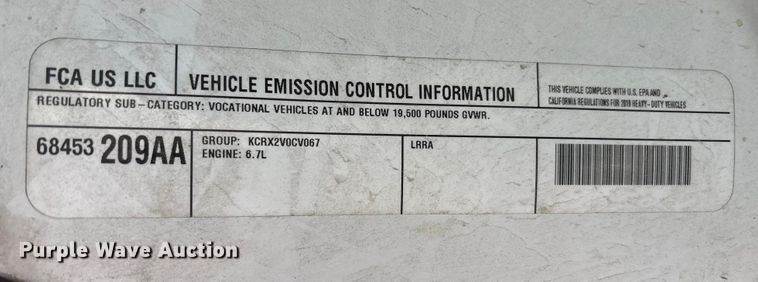 FCA US LLC
VEHICLE EMISSION CONTROL INFORMATION
THIS VEHICLE COMPLIES WITH U.S. EPA AND
CALIFORNIA REGULATIONS FOR 2019 HEAVY-DUTY VEHICLES
REGULATORY SUB-CATEGORY: VOCATIONAL VEHICLES AT AND BELOW 19,500 POUNDS GVWR.
68453 209AA
GROUP: KCRX2V0CV067
ENGINE: 6.7L
LRRA
Purple Wave Auction